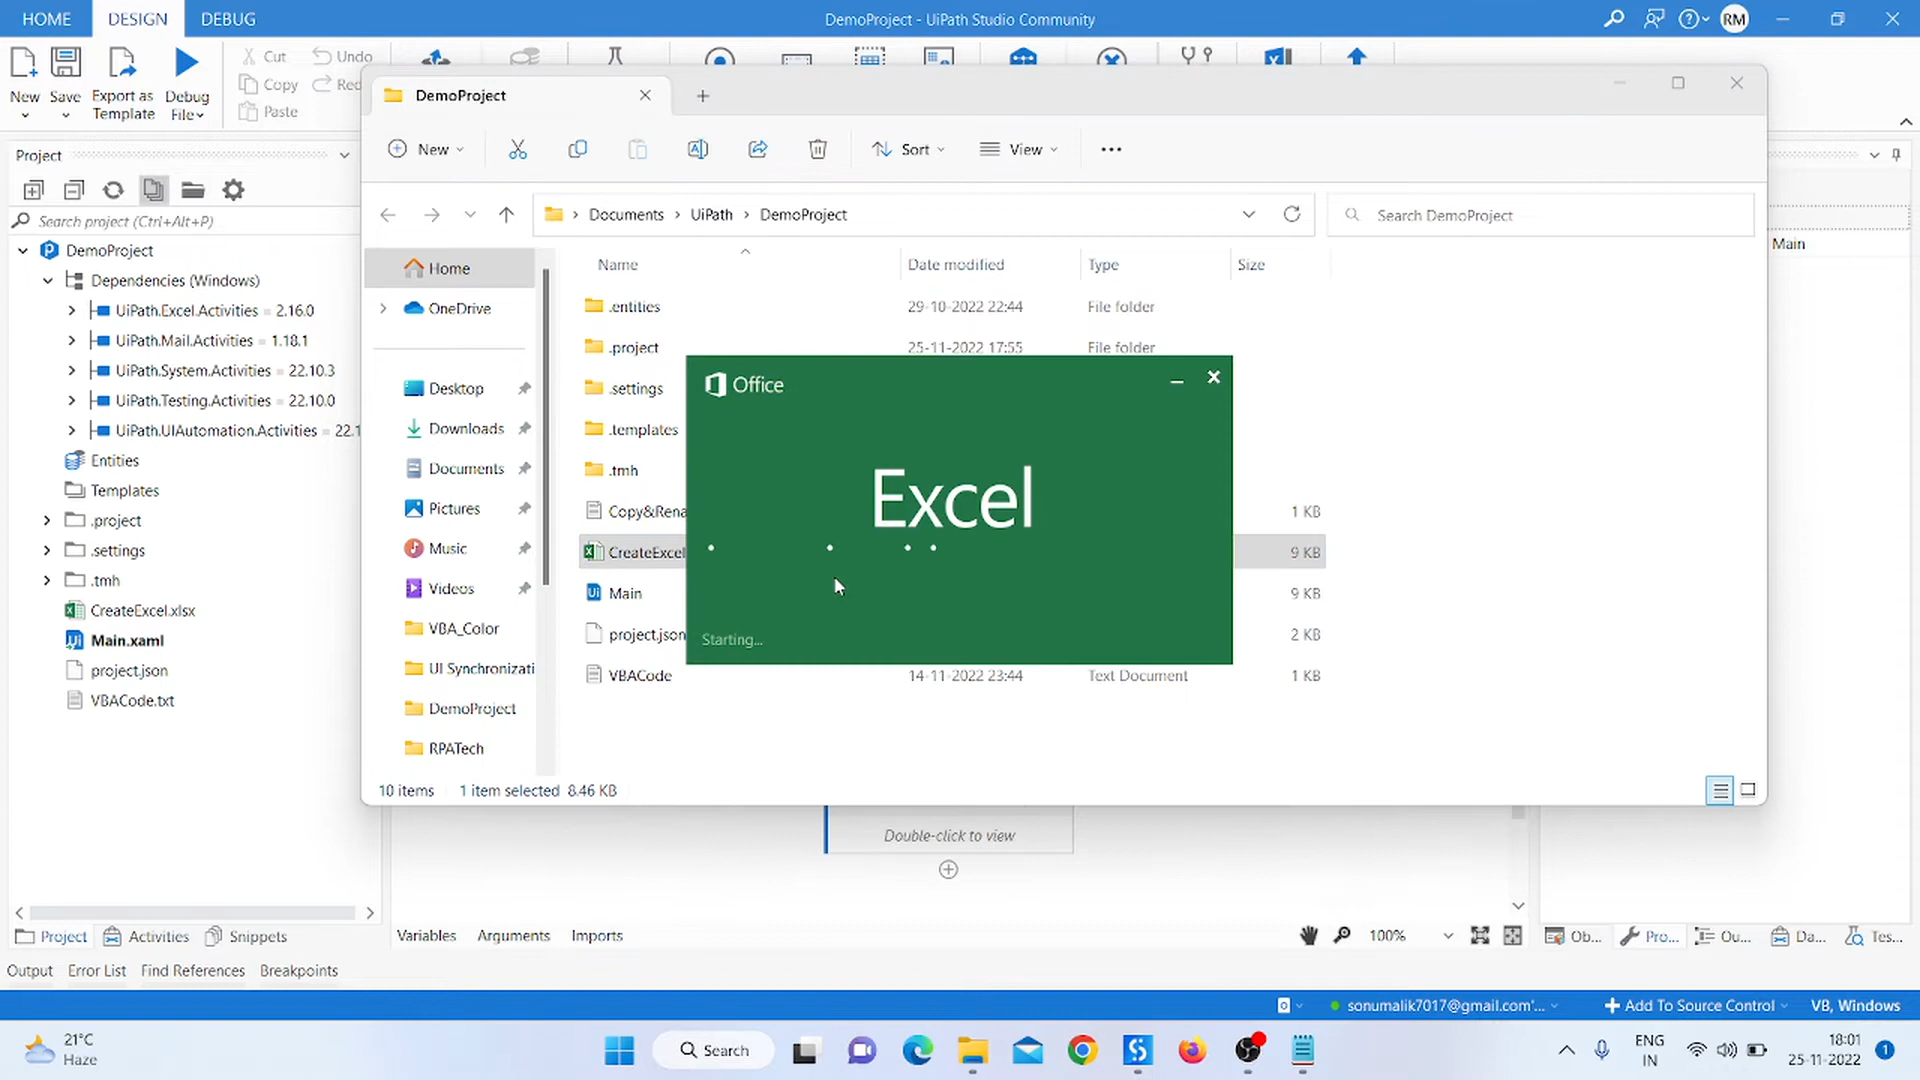 HOME DESIGN DEBUG DemoProject - UiPath Studio Community RM
New Save Export as Template Debug File Cut Copy Paste Undo
DemoProject
New Sort View
Documents UiPath DemoProject Search DemoProject
Project
Search project (Ctrl+Alt+P)
DemoProject
Dependencies (Windows)
UiPath.Excel.Activities = 2.16.0
UiPath.Mail.Activities = 1.18.1
UiPath.System.Activities = 22.10.3
UiPath.Testing.Activities = 22.10.0
UiPath.UIAutomation.Activities = 22.1
Entities
Templates
.project
.settings
.tmh
CreateExcel.xlsx
Main.xaml
project.json
VBACode.txt
Home
OneDrive
Desktop
Downloads
Documents
Pictures
Music
Videos
VBA_Color
UI Synchronizati
DemoProject
RPATech
Name Date modified Type Size
.entities 29-10-2022 22:44 File folder
.project 25-11-2022 17:55 File folder
.settings
.templates
.tmh
Copy&Rena 1 KB
CreateExcel 9 KB
Main 9 KB
project.json 2 KB
VBACode 14-11-2022 23:44 Text Document 1 KB
Office
Excel
Starting...
10 items 1 item selected 8.46 KB
Main
Double-click to view
Project Activities Snippets
Variables Arguments Imports 100%
Ob... Pro... Ou... Da... Tes...
Output Error List Find References Breakpoints
sonumalik7017@gmail.com'... Add To Source Control VB, Windows
21°C
Haze
Search
ENG
IN
18:01
25-11-2022
1